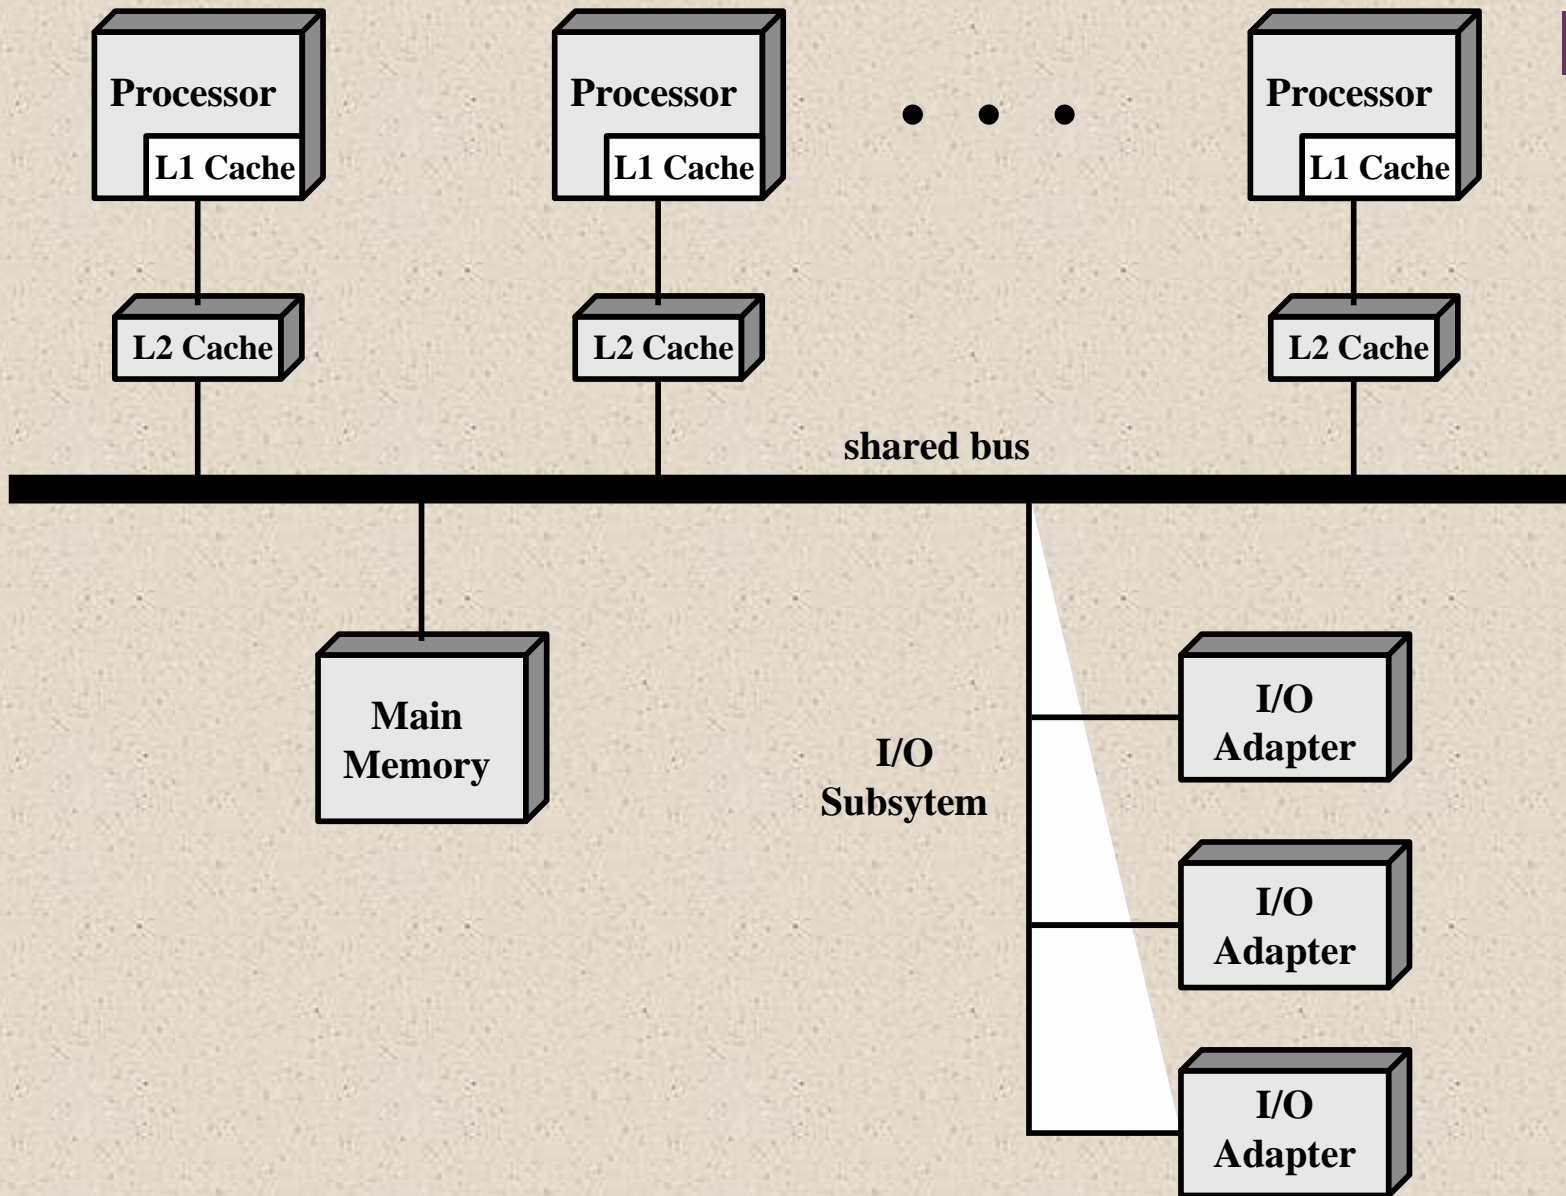 Processor
L1 Cache
Processor
L1 Cache
Processor
L1 Cache
L2 Cache
L2 Cache
L2 Cache
shared bus
Main
Memory
I/O
Subsytem
I/O
Adapter
I/O
Adapter
I/O
Adapter